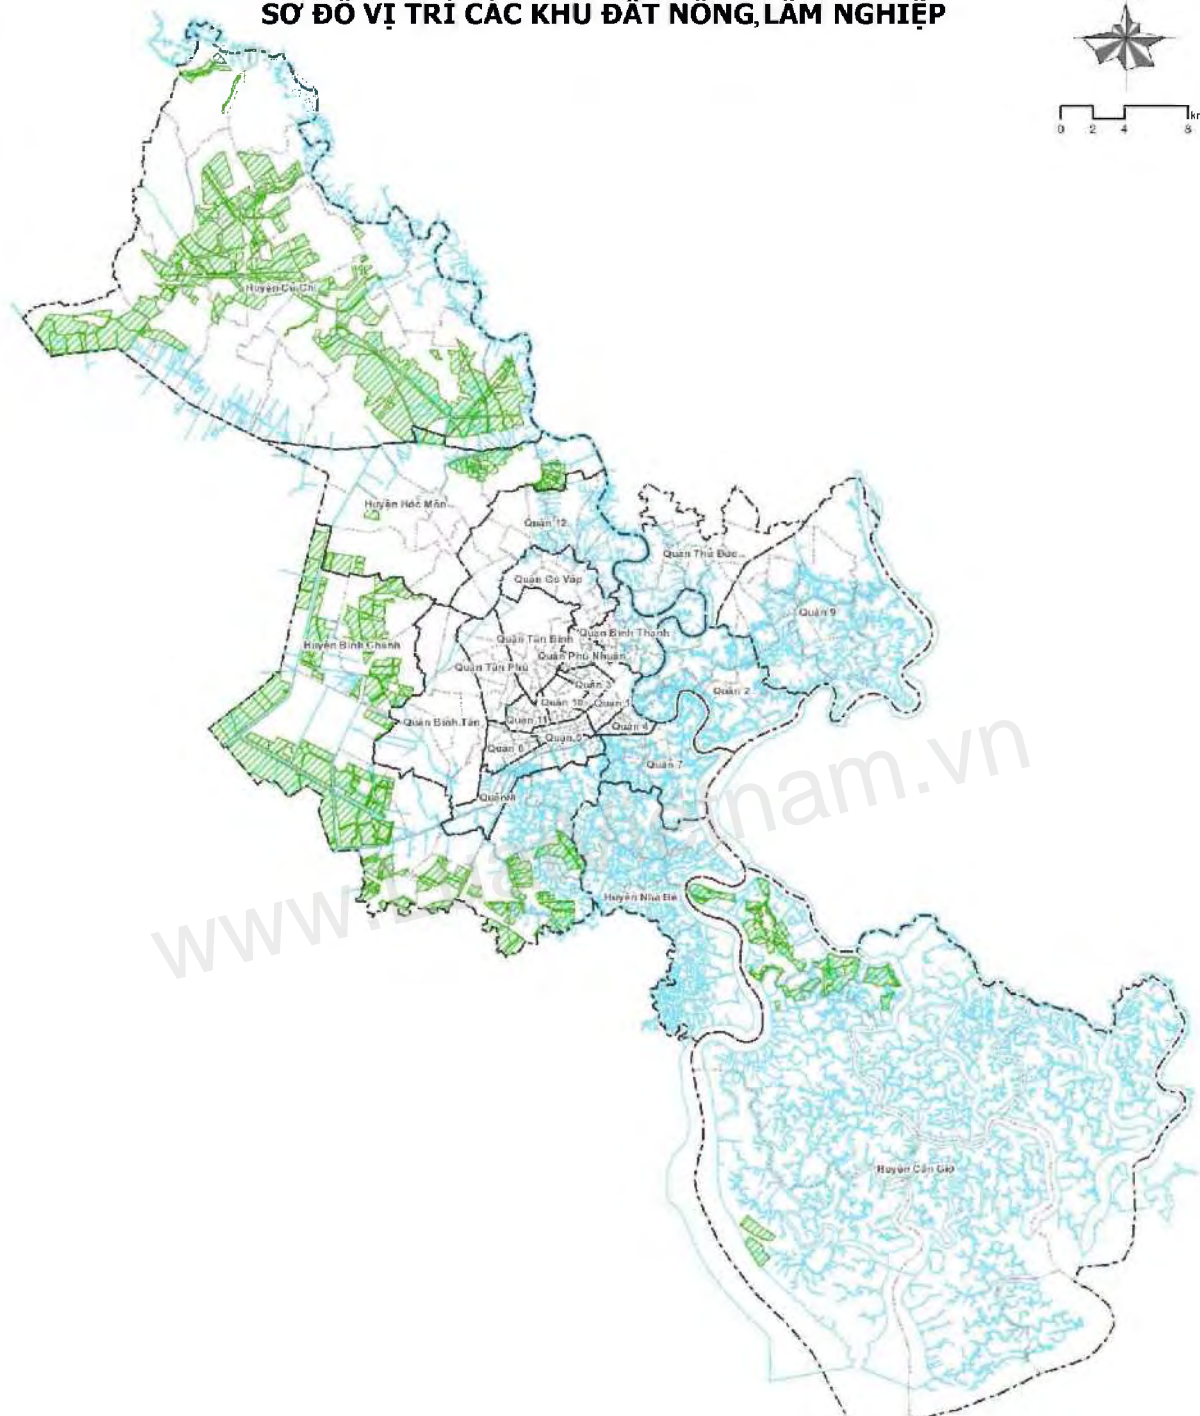 SƠ ĐỒ VỊ TRÍ CÁC KHU ĐẤT NÔNG, LÂM NGHIỆP
0 2 4 8 km
Huyện Củ Chi
Huyện Hóc Môn
Quận 12
Quận Thủ Đức
Quận Gò Vấp
Quận 9
Quận Tân Bình
Quận Bình Thạnh
Huyện Bình Chánh
Quận Phú Nhuận
Quận Tân Phú
Quận 3
Quận 2
Quận 10
Quận 1
Quận Bình Tân
Quận 11
Quận 4
Quận 5
Quận 6
Quận 7
Quận 8
Huyện Nhà Bè
Huyện Cần Giờ
www.LuatVietnam.vn